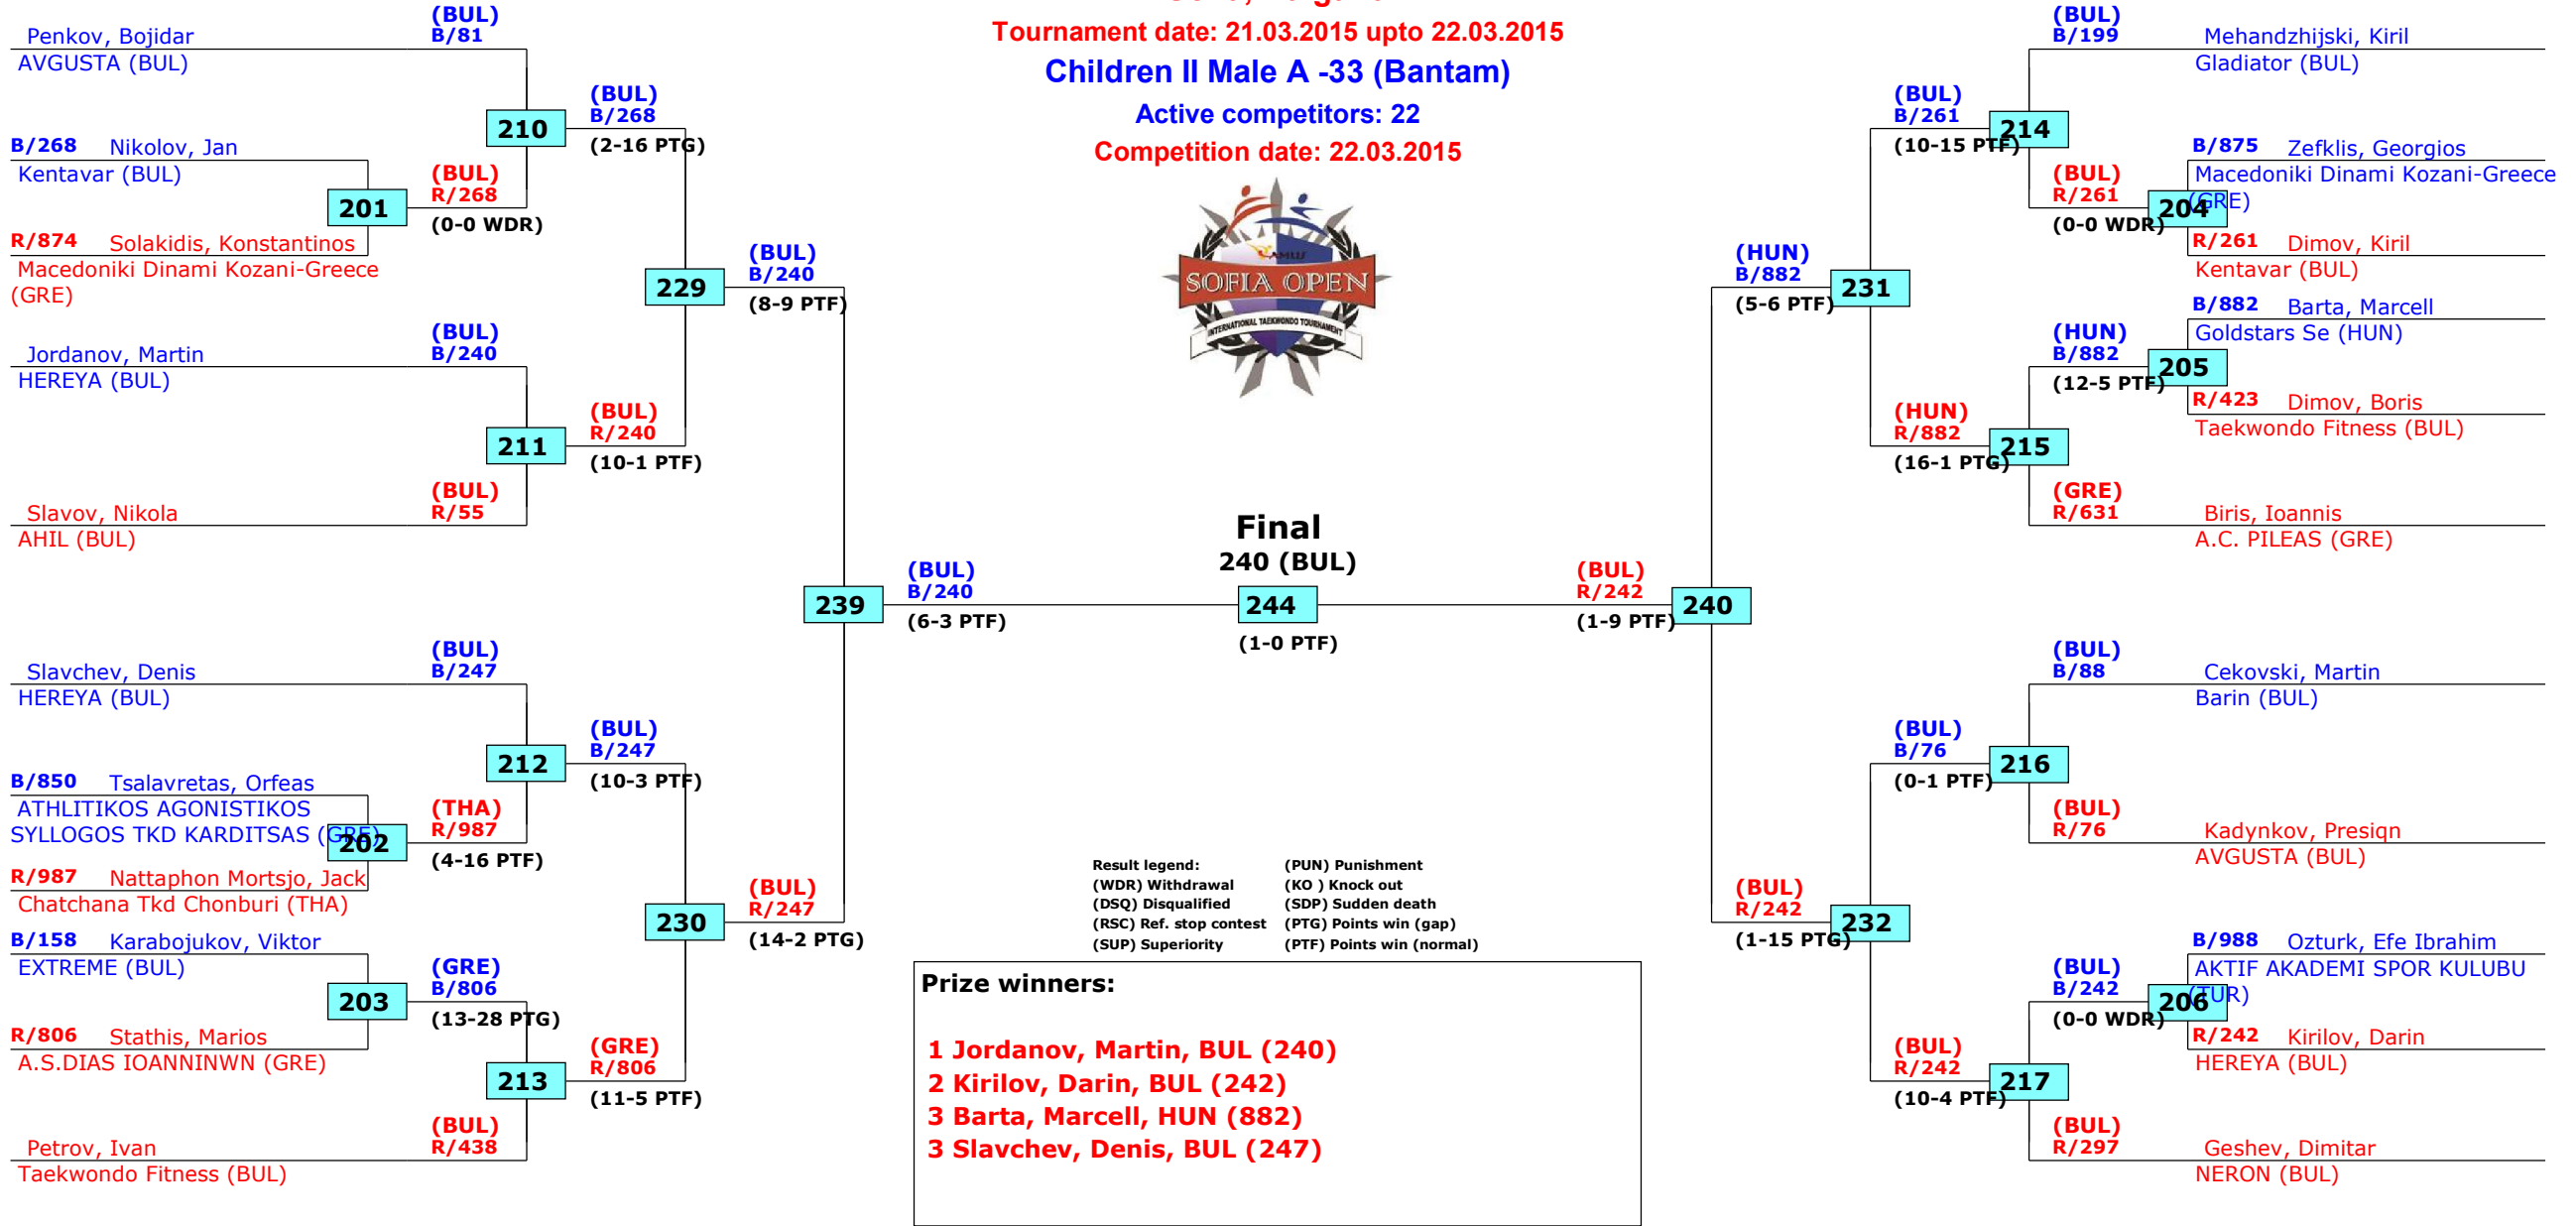 Tournament date: 21.03.2015 upto 22.03.2015
Children II Male A -33 (Bantam)
Active competitors: 22
Competition date: 22.03.2015
SOFIA OPEN
INTERNATIONAL TAEKWONDO TOURNAMENT
(BUL)
Penkov, Bojidar B/81
AVGUSTA (BUL)
210
(BUL)
B/268
(2-16 PTG)
B/268 Nikolov, Jan
Kentavar (BUL)
201
(BUL)
R/268
(0-0 WDR)
R/874 Solakidis, Konstantinos
Macedoniki Dinami Kozani-Greece
(GRE)
229
(BUL)
B/240
(8-9 PTF)
(BUL)
Jordanov, Martin B/240
HEREYA (BUL)
211
(BUL)
R/240
(10-1 PTF)
(BUL)
Slavov, Nikola R/55
AHIL (BUL)
239
(BUL)
B/240
(6-3 PTF)
(BUL)
Slavchev, Denis B/247
HEREYA (BUL)
212
(BUL)
B/247
(10-3 PTF)
B/850 Tsalavretas, Orfeas
ATHLITIKOS AGONISTIKOS
SYLLOGOS TKD KARDITSAS (GRE)
202
(THA)
R/987
(4-16 PTF)
R/987 Nattaphon Mortsjo, Jack
Chatchana Tkd Chonburi (THA)
230
(BUL)
R/247
(14-2 PTG)
B/158 Karabojukov, Viktor
EXTREME (BUL)
203
(GRE)
B/806
(13-28 PTG)
R/806 Stathis, Marios
A.S.DIAS IOANNINWN (GRE)
213
(GRE)
R/806
(11-5 PTF)
(BUL)
Petrov, Ivan R/438
Taekwondo Fitness (BUL)
Final
240 (BUL)
244
(1-0 PTF)
Result legend: (PUN) Punishment
(WDR) Withdrawal (KO ) Knock out
(DSQ) Disqualified (SDP) Sudden death
(RSC) Ref. stop contest (PTG) Points win (gap)
(SUP) Superiority (PTF) Points win (normal)
Prize winners:
1 Jordanov, Martin, BUL (240)
2 Kirilov, Darin, BUL (242)
3 Barta, Marcell, HUN (882)
3 Slavchev, Denis, BUL (247)
(BUL)
B/199 Mehandzhijski, Kiril
Gladiator (BUL)
(BUL)
B/261
(10-15 PTF)
214
B/875 Zefklis, Georgios
Macedoniki Dinami Kozani-Greece
(GRE)
(BUL)
R/261
(0-0 WDR)
204
R/261 Dimov, Kiril
Kentavar (BUL)
(HUN)
B/882
(5-6 PTF)
231
B/882 Barta, Marcell
Goldstars Se (HUN)
(HUN)
B/882
(12-5 PTF)
205
R/423 Dimov, Boris
Taekwondo Fitness (BUL)
(HUN)
R/882
(16-1 PTG)
215
(GRE)
R/631 Biris, Ioannis
A.C. PILEAS (GRE)
(BUL)
R/242
(1-9 PTF)
240
(BUL)
B/88 Cekovski, Martin
Barin (BUL)
(BUL)
B/76
(0-1 PTF)
216
(BUL)
R/76 Kadynkov, Presiqn
AVGUSTA (BUL)
(BUL)
R/242
(1-15 PTG)
232
B/988 Ozturk, Efe Ibrahim
AKTIF AKADEMI SPOR KULUBU
(TUR)
(BUL)
B/242
(0-0 WDR)
206
R/242 Kirilov, Darin
HEREYA (BUL)
(BUL)
R/242
(10-4 PTF)
217
(BUL)
R/297 Geshev, Dimitar
NERON (BUL)